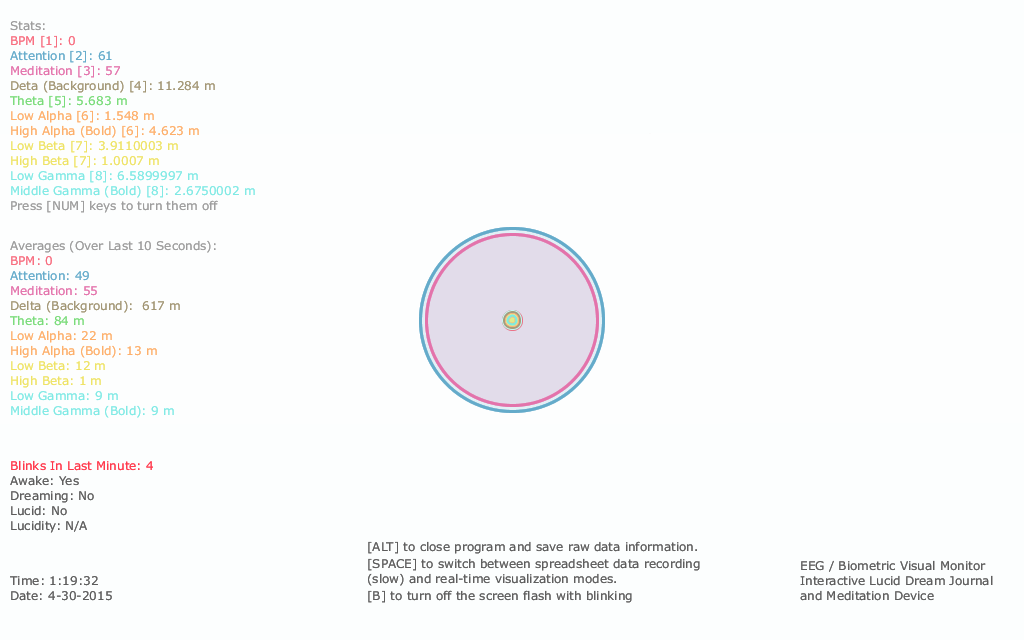 Stats:
BPM [1]: 0
Attention [2]: 61
Meditation [3]: 57
Deta (Background) [4]: 11.284 m
Theta [5]: 5.683 m
Low Alpha [6]: 1.548 m
High Alpha (Bold) [6]: 4.623 m
Low Beta [7]: 3.9110003 m
High Beta [7]: 1.0007 m
Low Gamma [8]: 6.5899997 m
Middle Gamma (Bold) [8]: 2.6750002 m
Press [NUM] keys to turn them off
Averages (Over Last 10 Seconds):
BPM: 0
Attention: 49
Meditation: 55
Delta (Background):  617 m
Theta: 84 m
Low Alpha: 22 m
High Alpha (Bold): 13 m
Low Beta: 12 m
High Beta: 1 m
Low Gamma: 9 m
Middle Gamma (Bold): 9 m
Blinks In Last Minute: 4
Awake: Yes
Dreaming: No
Lucid: No
Lucidity: N/A
Time: 1:19:32
Date: 4-30-2015
[ALT] to close program and save raw data information.
[SPACE] to switch between spreadsheet data recording
(slow) and real-time visualization modes.
[B] to turn off the screen flash with blinking
EEG / Biometric Visual Monitor
Interactive Lucid Dream Journal
and Meditation Device